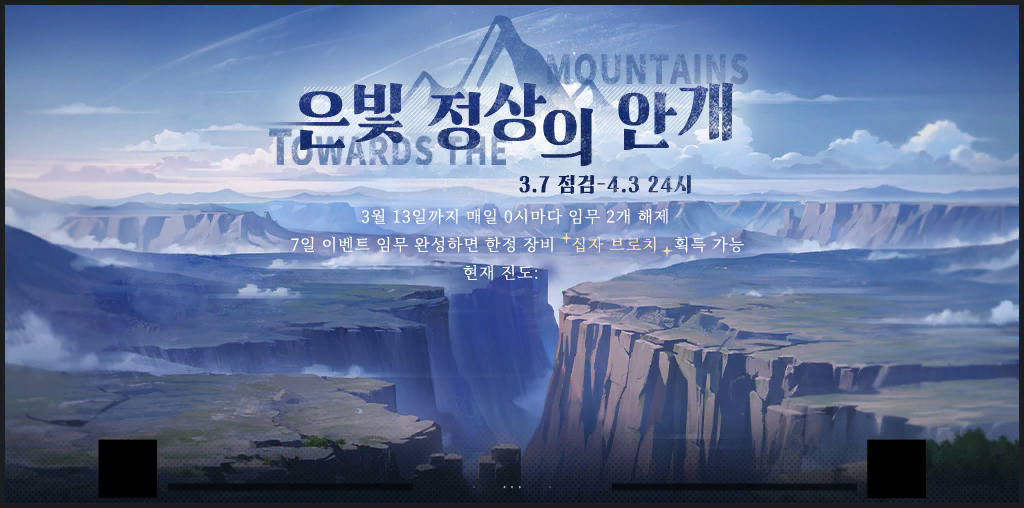 MOUNTAINS
은빛 정상의 안개
TOWARDS THE
3.7 점검-4.3 24시
3월 13일까지 매일 0시마다 임무 2개 해제
7일 이벤트 임무 완성하면 한정 장비 십자 브로치 획득 가능
현재 진도: